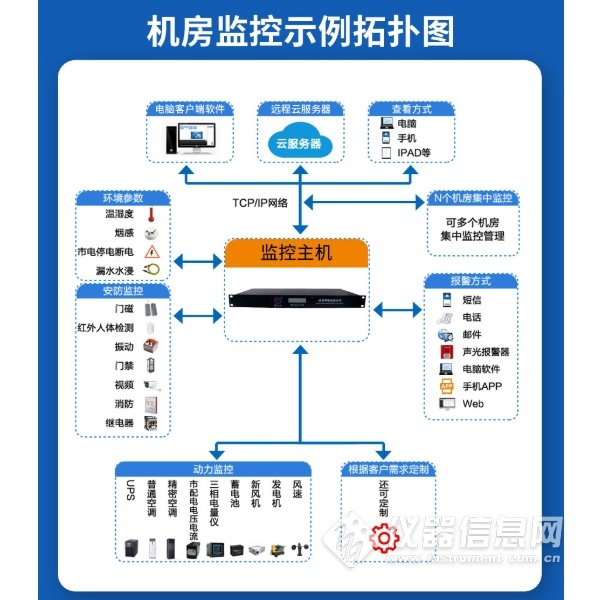 机房监控示例拓扑图
电脑客户端软件
远程云服务器
云服务器
查看方式
电脑
手机
IPAD等
TCP/IP网络
环境参数
温湿度
烟感
市电停电断电
漏水水浸
监控主机
N个机房集中监控
可多个机房
集中监控管理
安防监控
门磁
红外人体检测
振动
门禁
视频
消防
继电器
报警方式
短信
电话
邮件
声光报警器
电脑软件
手机APP
APP
Web
动力监控
UPS
普通空调
精密空调
市配电电压电流
三相电量仪
蓄电池
新风机
发电机
风速
根据客户需求定制
还可定制
仪器信息网
www.instrument.com.cn